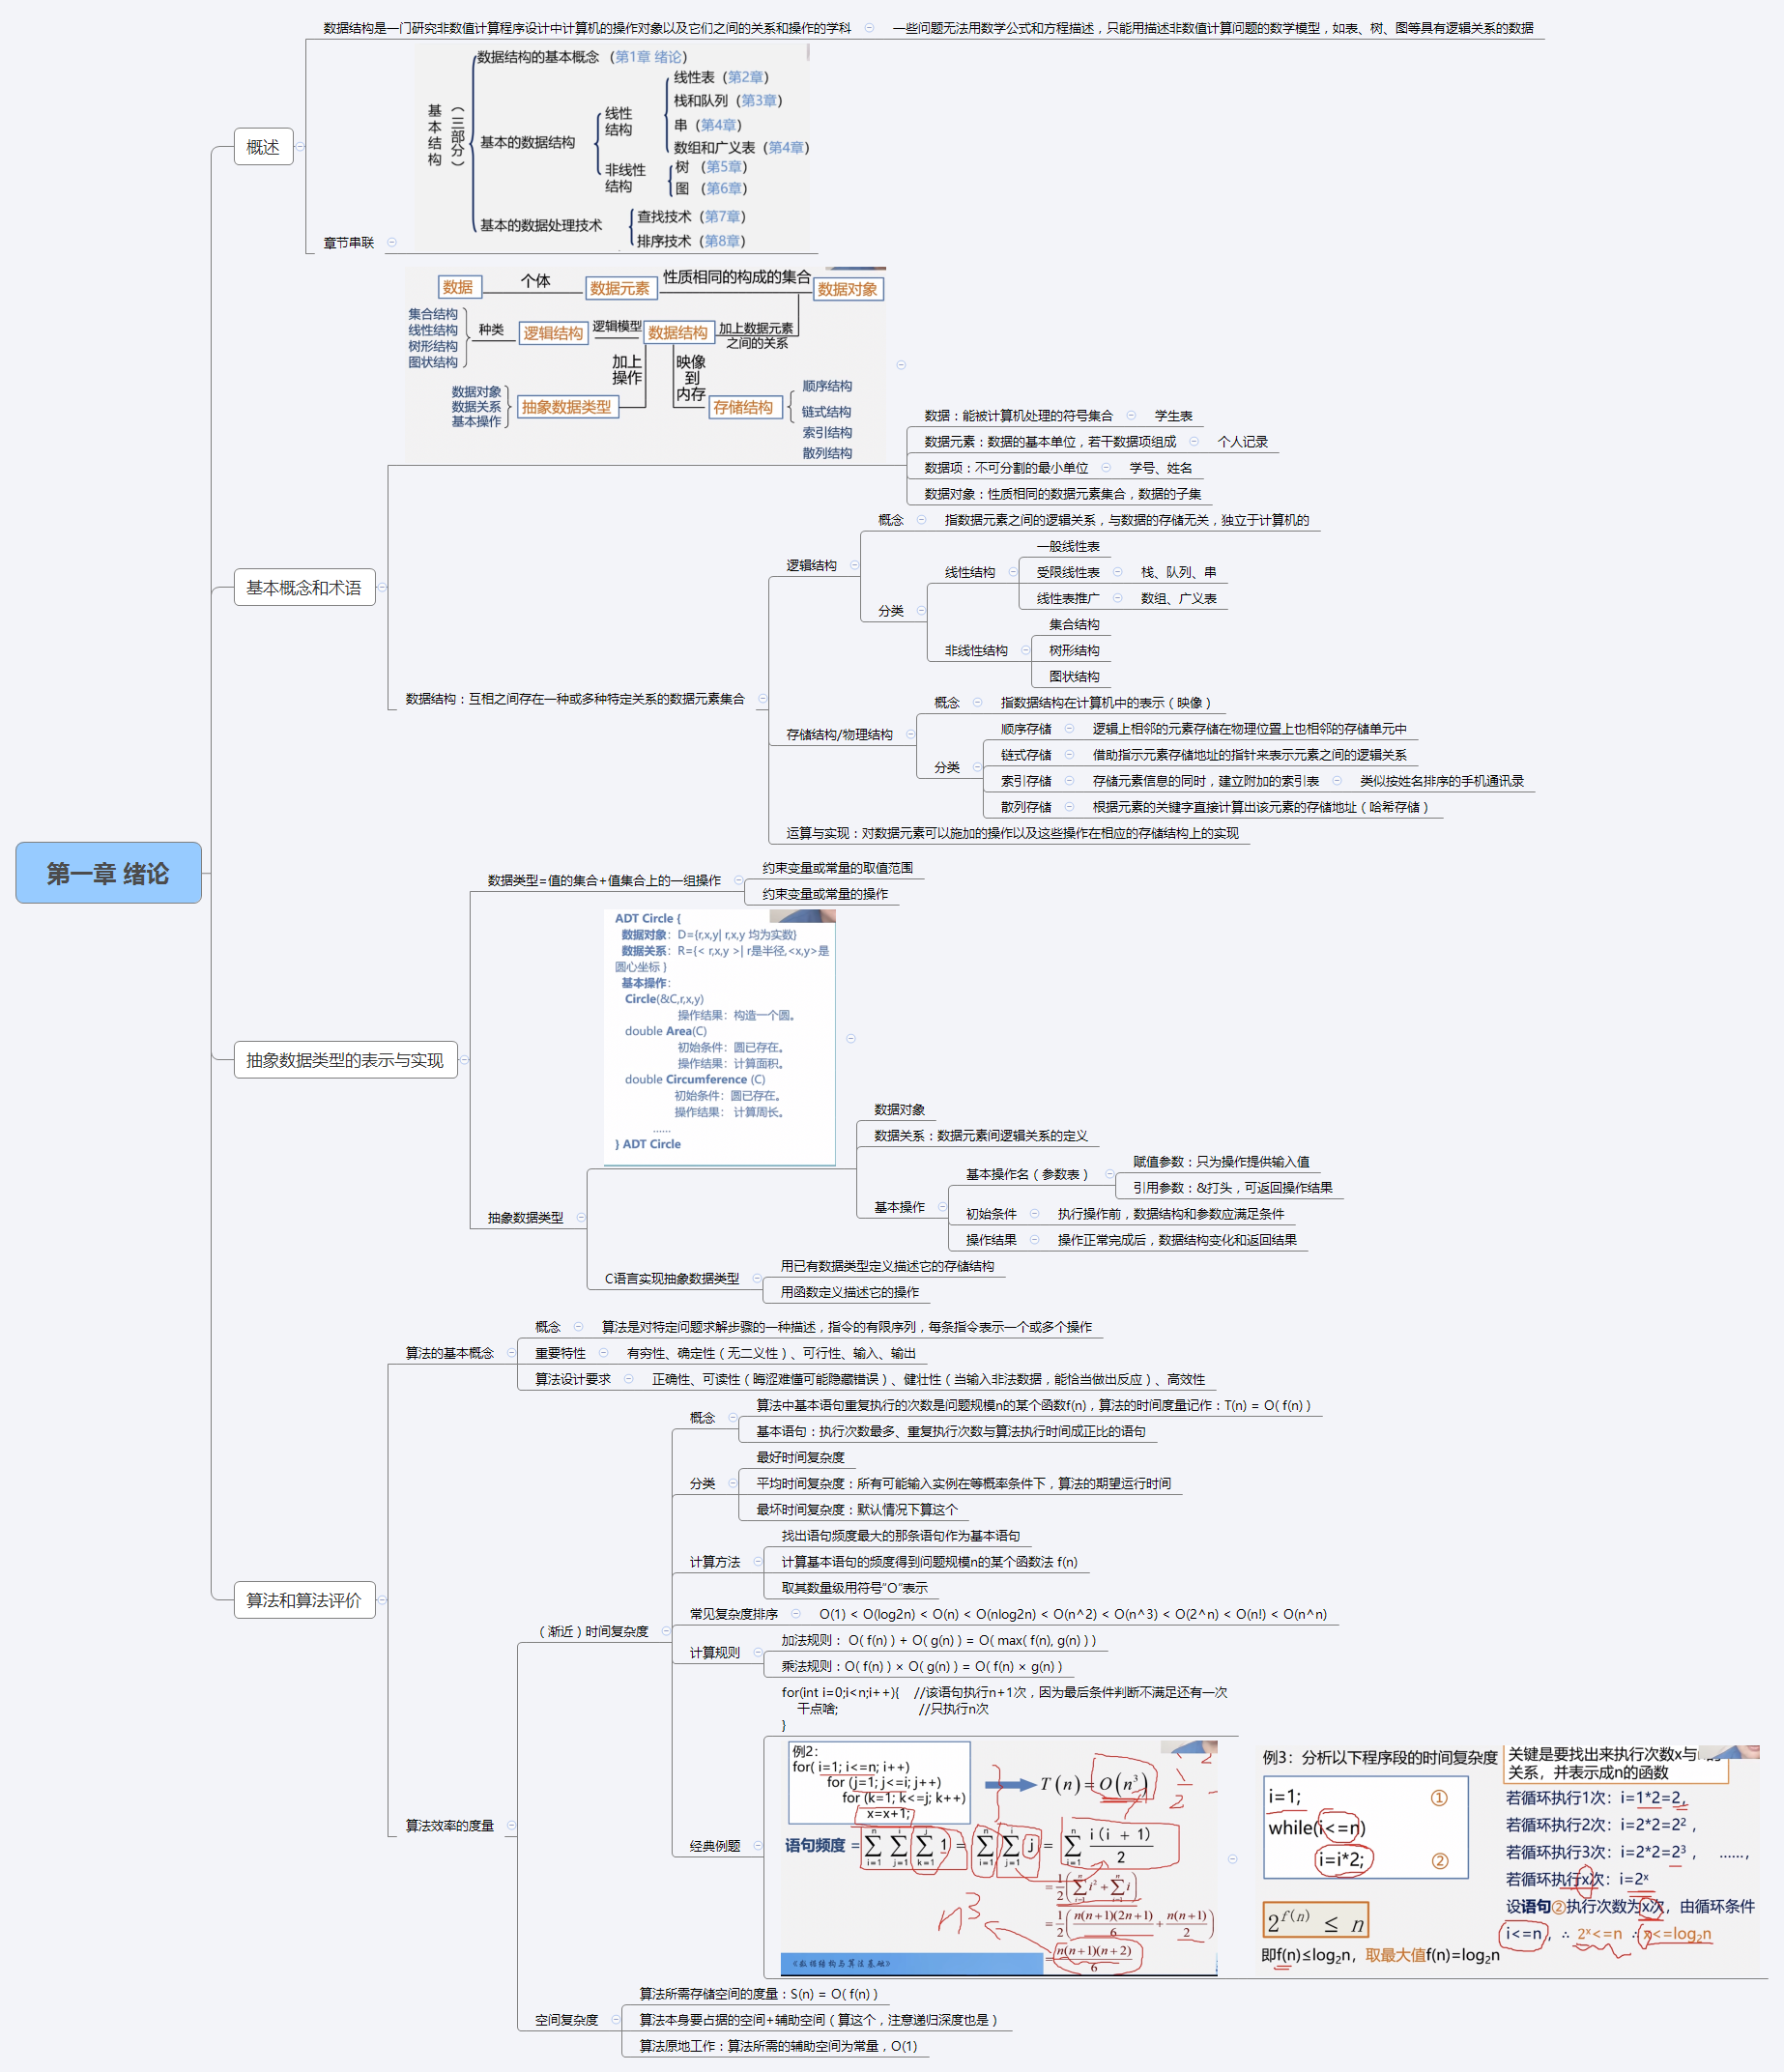 第一章 绪论
概述
数据结构是一门研究非数值计算程序设计中计算机的操作对象以及它们之间的关系和操作的学科
一些问题无法用数学公式和方程描述，只能用描述非数值计算问题的数学模型，如表、树、图等具有逻辑关系的数据
章节串联
基本结构
（三部分）
数据结构的基本概念 （第1章 绪论）
基本的数据结构
线性结构
线性表（第2章）
栈和队列（第3章）
串（第4章）
数组和广义表（第4章）
非线性结构
树 （第5章）
图 （第6章）
基本的数据处理技术
查找技术（第7章）
排序技术（第8章）
基本概念和术语
数据
个体
数据元素
性质相同的构成的集合
数据对象
集合结构
线性结构
树形结构
图状结构
种类
逻辑结构
逻辑模型
数据结构
加上数据元素
之间的关系
加上
操作
映像
到
内存
数据对象
数据关系
基本操作
抽象数据类型
存储结构
顺序结构
链式结构
索引结构
散列结构
数据：能被计算机处理的符号集合
学生表
数据元素：数据的基本单位，若干数据项组成
个人记录
数据项：不可分割的最小单位
学号、姓名
数据对象：性质相同的数据元素集合，数据的子集
数据结构：互相之间存在一种或多种特定关系的数据元素集合
逻辑结构
概念
指数据元素之间的逻辑关系，与数据的存储无关，独立于计算机的
分类
线性结构
一般线性表
受限线性表
栈、队列、串
线性表推广
数组、广义表
非线性结构
集合结构
树形结构
图状结构
存储结构/物理结构
概念
指数据结构在计算机中的表示（映像）
分类
顺序存储
逻辑上相邻的元素存储在物理位置上也相邻的存储单元中
链式存储
借助指示元素存储地址的指针来表示元素之间的逻辑关系
索引存储
存储元素信息的同时，建立附加的索引表
类似按姓名排序的手机通讯录
散列存储
根据元素的关键字直接计算出该元素的存储地址（哈希存储）
运算与实现：对数据元素可以施加的操作以及这些操作在相应的存储结构上的实现
抽象数据类型的表示与实现
数据类型=值的集合+值集合上的一组操作
约束变量或常量的取值范围
约束变量或常量的操作
抽象数据类型
ADT Circle {
数据对象：D={r,x,y| r,x,y 均为实数}
数据关系：R={< r,x,y >| r是半径,<x,y>是
圆心坐标 }
基本操作：
Circle(&C,r,x,y)
操作结果：构造一个圆。
double Area(C)
初始条件：圆已存在。
操作结果：计算面积。
double Circumference (C)
初始条件：圆已存在。
操作结果： 计算周长。
......
} ADT Circle
数据对象
数据关系：数据元素间逻辑关系的定义
基本操作
基本操作名（参数表）
赋值参数：只为操作提供输入值
引用参数：&打头，可返回操作结果
初始条件
执行操作前，数据结构和参数应满足条件
操作结果
操作正常完成后，数据结构变化和返回结果
C语言实现抽象数据类型
用已有数据类型定义描述它的存储结构
用函数定义描述它的操作
算法和算法评价
算法的基本概念
概念
算法是对特定问题求解步骤的一种描述，指令的有限序列，每条指令表示一个或多个操作
重要特性
有穷性、确定性（无二义性）、可行性、输入、输出
算法设计要求
正确性、可读性（晦涩难懂可能隐藏错误）、健壮性（当输入非法数据，能恰当做出反应）、高效性
算法效率的度量
（渐近）时间复杂度
概念
算法中基本语句重复执行的次数是问题规模n的某个函数f(n)，算法的时间度量记作：T(n) = O( f(n) )
基本语句：执行次数最多、重复执行次数与算法执行时间成正比的语句
分类
最好时间复杂度
平均时间复杂度：所有可能输入实例在等概率条件下，算法的期望运行时间
最坏时间复杂度：默认情况下算这个
计算方法
找出语句频度最大的那条语句作为基本语句
计算基本语句的频度得到问题规模n的某个函数法 f(n)
取其数量级用符号“O”表示
常见复杂度排序
O(1) < O(log2n) < O(n) < O(nlog2n) < O(n^2) < O(n^3) < O(2^n) < O(n!) < O(n^n)
计算规则
加法规则： O( f(n) ) + O( g(n) ) = O( max( f(n), g(n) ) )
乘法规则：O( f(n) ) × O( g(n) ) = O( f(n) × g(n) )
经典例题
for(int i=0;i<n;i++){ //该语句执行n+1次，因为最后条件判断不满足还有一次
干点啥; //只执行n次
}
例2：
for( i=1; i<=n; i++)
for (j=1; j<=i; j++)
for (k=1; k<=j; k++)
x=x+1;
T(n)=O(n³)
1/2
语句频度 = ∑(i=1..n) ∑(j=1..i) ∑(k=1..j) 1 = ∑(i=1..n) ∑(j=1..i) j = ∑(i=1..n) i(i + 1)/2
= 1/2(∑(i=1..n) i² + ∑(i=1..n) i)
= 1/2( n(n+1)(2n+1)/6 + n(n+1)/2 )
= n(n+1)(n+2)/6
n³
《数据结构与算法基础》
例3：分析以下程序段的时间复杂度
i=1; ①
while(i<=n)
i=i*2; ②
2^f(n) ≤ n
即f(n)≤log₂n，取最大值f(n)=log₂n
关键是要找出来执行次数x与n的
关系，并表示成n的函数
若循环执行1次：i=1*2=2，
若循环执行2次：i=2*2=2²，
若循环执行3次：i=2*2=2³， ……，
若循环执行x次：i=2ˣ
设语句②执行次数为x次，由循环条件
i<=n，∴ 2ˣ<=n ∴x<=log₂n
空间复杂度
算法所需存储空间的度量：S(n) = O( f(n) )
算法本身要占据的空间+辅助空间（算这个，注意递归深度也是）
算法原地工作：算法所需的辅助空间为常量，O(1)